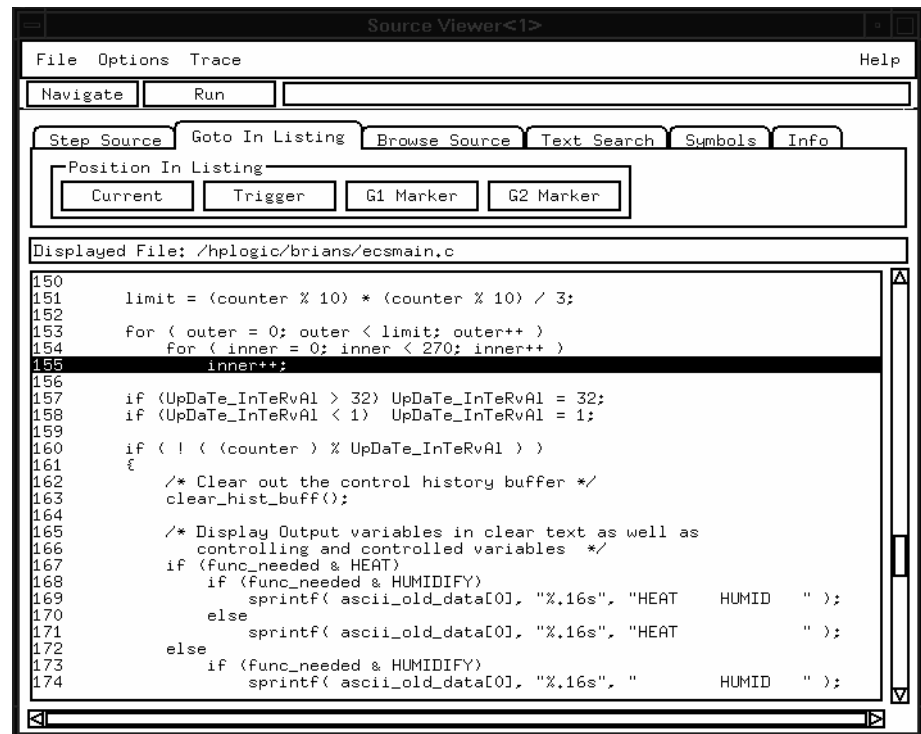 Source Viewer<1>
File Options Trace Help
Navigate Run
Step Source Goto In Listing Browse Source Text Search Symbols Info
Position In Listing
Current Trigger G1 Marker G2 Marker
Displayed File: /hplogic/brians/ecsmain.c
150
151 limit = (counter % 10) * (counter % 10) / 3;
152
153 for ( outer = 0; outer < limit; outer++ )
154 for ( inner = 0; inner < 270; inner++ )
155 inner++;
156
157 if (UpDaTe_InTeRvAl > 32) UpDaTe_InTeRvAl = 32;
158 if (UpDaTe_InTeRvAl < 1) UpDaTe_InTeRvAl = 1;
159
160 if ( ! ( (counter ) % UpDaTe_InTeRvAl ) )
161 {
162 /* Clear out the control history buffer */
163 clear_hist_buff();
164
165 /* Display Output variables in clear text as well as
166 controlling and controlled variables */
167 if (func_needed & HEAT)
168 if (func_needed & HUMIDIFY)
169 sprintf( ascii_old_data[0], "%.16s", "HEAT    HUMID   " );
170 else
171 sprintf( ascii_old_data[0], "%.16s", "HEAT            " );
172 else
173 if (func_needed & HUMIDIFY)
174 sprintf( ascii_old_data[0], "%.16s", "        HUMID   " );